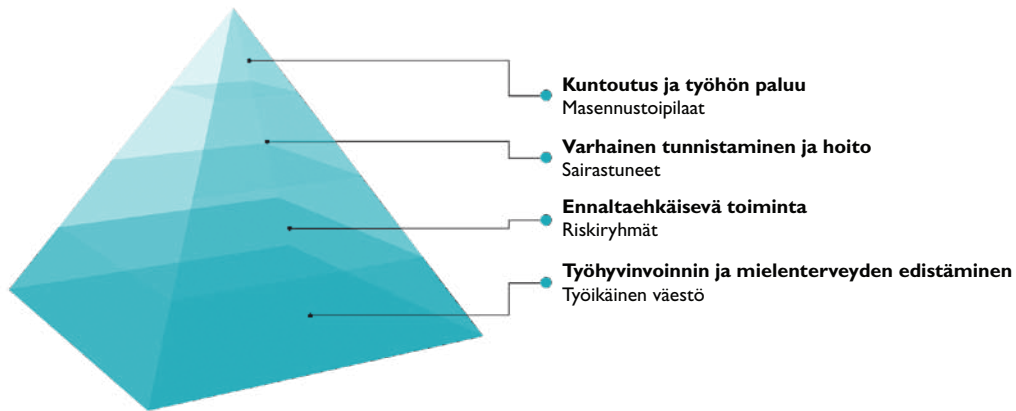 Kuntoutus ja työhön paluu
Masennustoipilaat
Varhainen tunnistaminen ja hoito
Sairastuneet
Ennaltaehkäisevä toiminta
Riskiryhmät
Työhyvinvoinnin ja mielenterveyden edistäminen
Työikäinen väestö